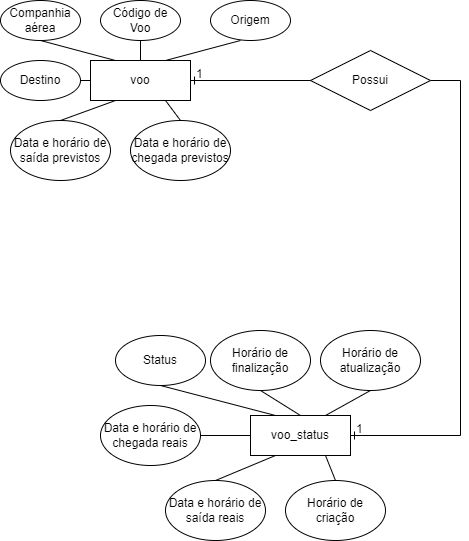 Companhia
aérea
Código de
Voo
Origem
Destino
voo
1
Possui
Data e horário de
saída previstos
Data e horário de
chegada previstos
Status
Horário de
finalização
Horário de
atualização
Data e horário de
chegada reais
voo_status
1
Data e horário de
saída reais
Horário de
criação